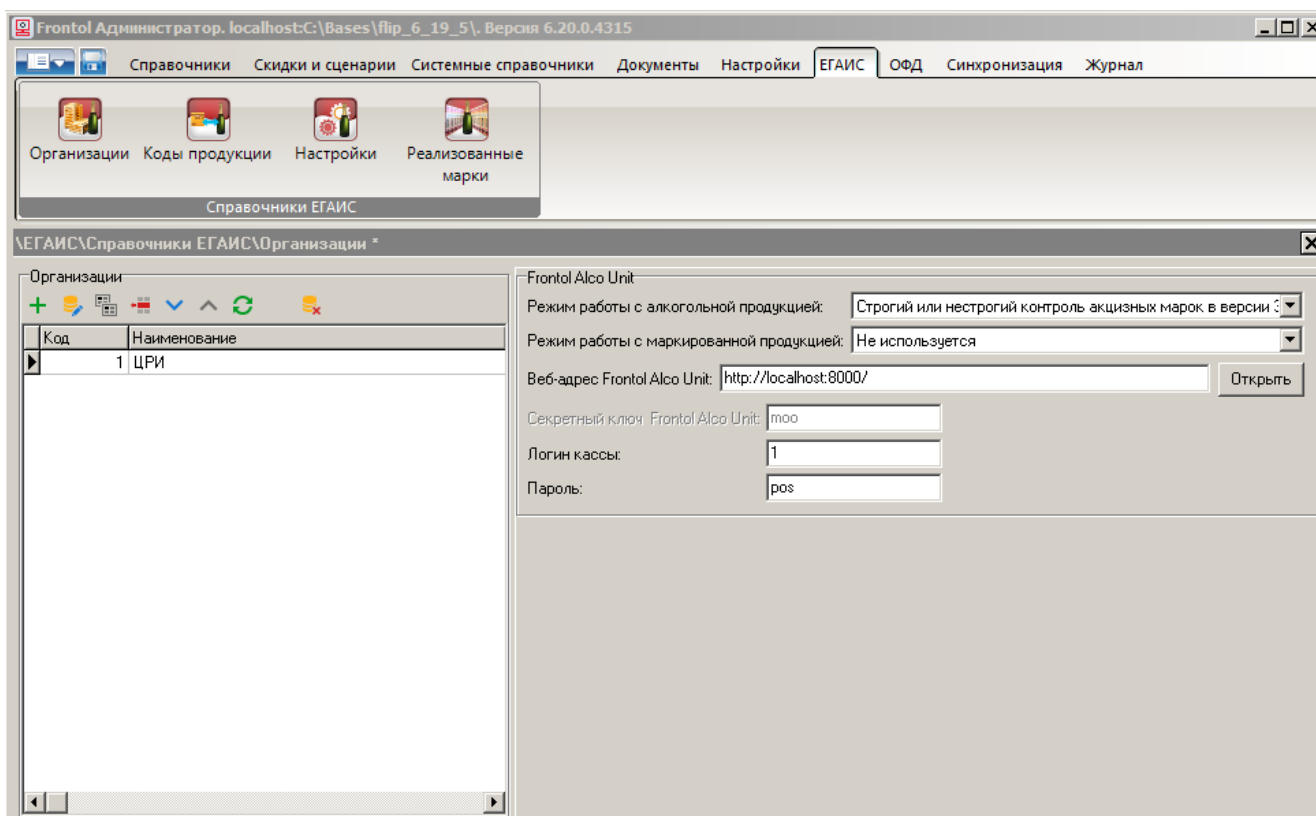 Frontol Администратор. localhost:C:\Bases\flip_6_19_5\. Версия 6.20.0.4315
Справочники Скидки и сценарии Системные справочники Документы Настройки ЕГАИС ОФД Синхронизация Журнал
Организации Коды продукции Настройки Реализованные
марки
Справочники ЕГАИС
\ЕГАИС\Справочники ЕГАИС\Организации *
Организации
Код Наименование
1 ЦРИ
Frontol Alco Unit
Режим работы с алкогольной продукцией: Строгий или нестрогий контроль акцизных марок в версии
Режим работы с маркированной продукцией: Не используется
Веб-адрес Frontol Alco Unit: http://localhost:8000/ Открыть
Секретный ключ Frontol Alco Unit: moo
Логин кассы: 1
Пароль: pos